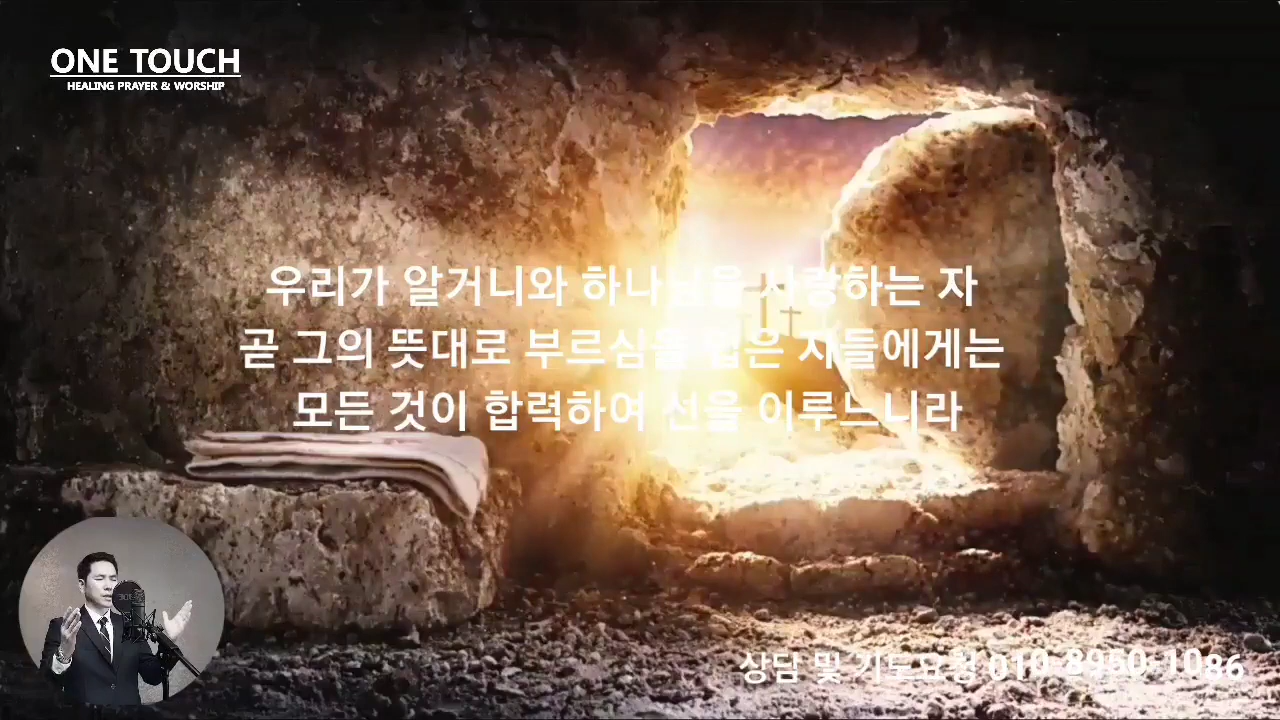 ONE TOUCH
HEALING PRAYER & WORSHIP
우리가 알거니와 하나님을 사랑하는 자
곧 그의 뜻대로 부르심을 입은 자들에게는
모든 것이 합력하여 선을 이루느니라
상담 및 기도요청 010-8950-1086